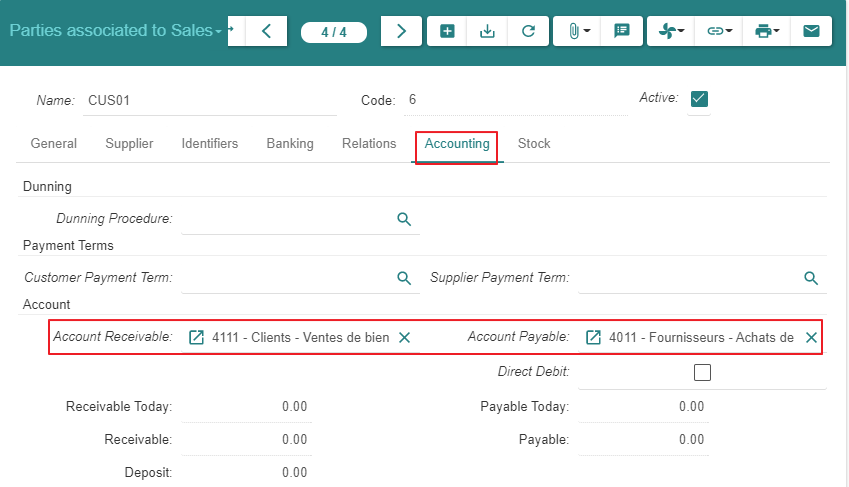 Parties associated to Sales
4 / 4
Name: CUS01 Code: 6 Active:
General Supplier Identifiers Banking Relations Accounting Stock
Dunning
Dunning Procedure:
Payment Terms
Customer Payment Term: Supplier Payment Term:
Account
Account Receivable: 4111 - Clients - Ventes de bien Account Payable: 4011 - Fournisseurs - Achats de
Direct Debit:
Receivable Today: 0.00 Payable Today: 0.00
Receivable: 0.00 Payable: 0.00
Deposit: 0.00